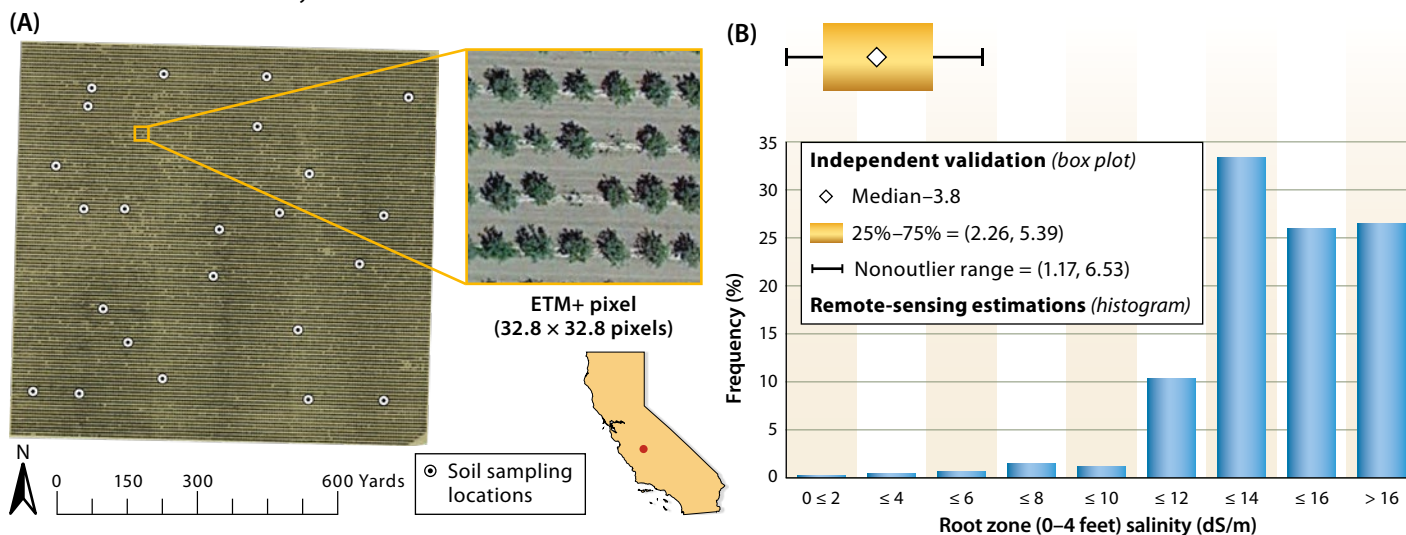 (A)
ETM+ pixel
(32.8 × 32.8 pixels)
N
0 150 300 600 Yards
Soil sampling
locations
(B)
35
30
25
20
15
10
5
0
Frequency (%)
Independent validation (box plot)
Median–3.8
25%–75% = (2.26, 5.39)
Nonoutlier range = (1.17, 6.53)
Remote-sensing estimations (histogram)
0 ≤ 2 ≤ 4 ≤ 6 ≤ 8 ≤ 10 ≤ 12 ≤ 14 ≤ 16 > 16
Root zone (0–4 feet) salinity (dS/m)